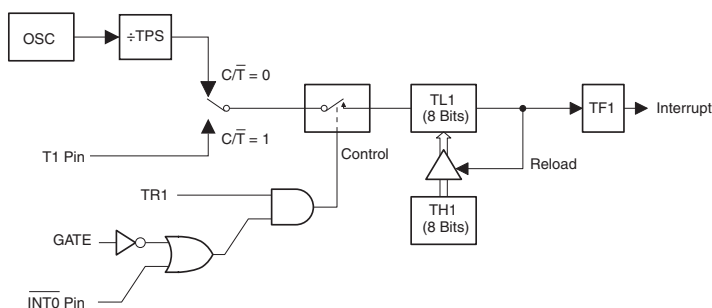 OSC
÷TPS
C/T̅ = 0
C/T̅ = 1
T1 Pin
TL1
(8 Bits)
TF1
Interrupt
Control
Reload
TR1
TH1
(8 Bits)
GATE
I̅N̅T̅0̅ Pin